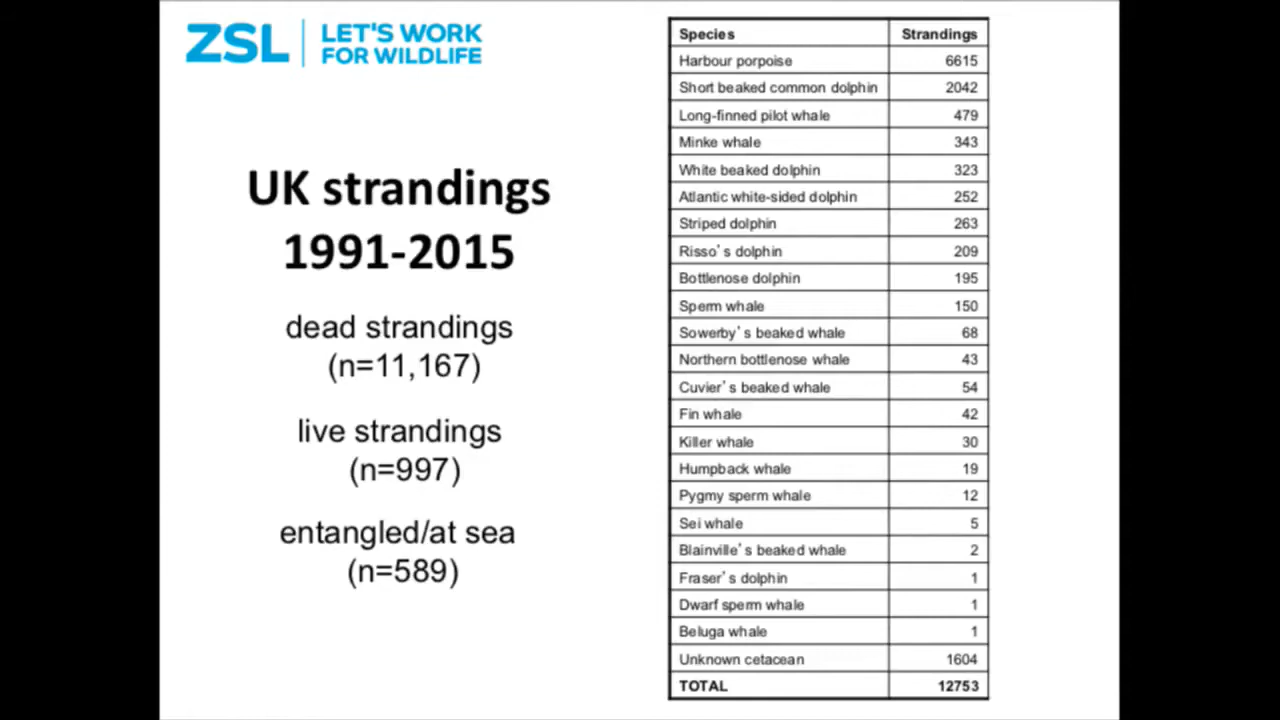 ZSL
LET'S WORK
FOR WILDLIFE
UK strandings
1991-2015
dead strandings
(n=11,167)
live strandings
(n=997)
entangled/at sea
(n=589)
Species Strandings
Harbour porpoise 6615
Short beaked common dolphin 2042
Long-finned pilot whale 479
Minke whale 343
White beaked dolphin 323
Atlantic white-sided dolphin 252
Striped dolphin 263
Risso's dolphin 209
Bottlenose dolphin 195
Sperm whale 150
Sowerby's beaked whale 68
Northern bottlenose whale 43
Cuvier's beaked whale 54
Fin whale 42
Killer whale 30
Humpback whale 19
Pygmy sperm whale 12
Sei whale 5
Blainville's beaked whale 2
Fraser's dolphin 1
Dwarf sperm whale 1
Beluga whale 1
Unknown cetacean 1604
TOTAL 12753